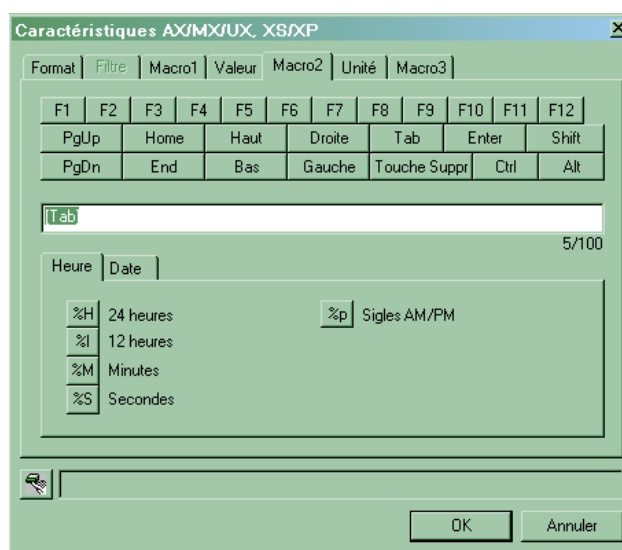 Caractéristiques AX/MX/UX, XS/XP
Format Filtre Macro1 Valeur Macro2 Unité Macro3
F1 F2 F3 F4 F5 F6 F7 F8 F9 F10 F11 F12
PgUp Home Haut Droite Tab Enter Shift
PgDn End Bas Gauche Touche Suppr Ctrl Alt
[Tab]
5/100
Heure Date
%H 24 heures %p Sigles AM/PM
%I 12 heures
%M Minutes
%S Secondes
OK Annuler